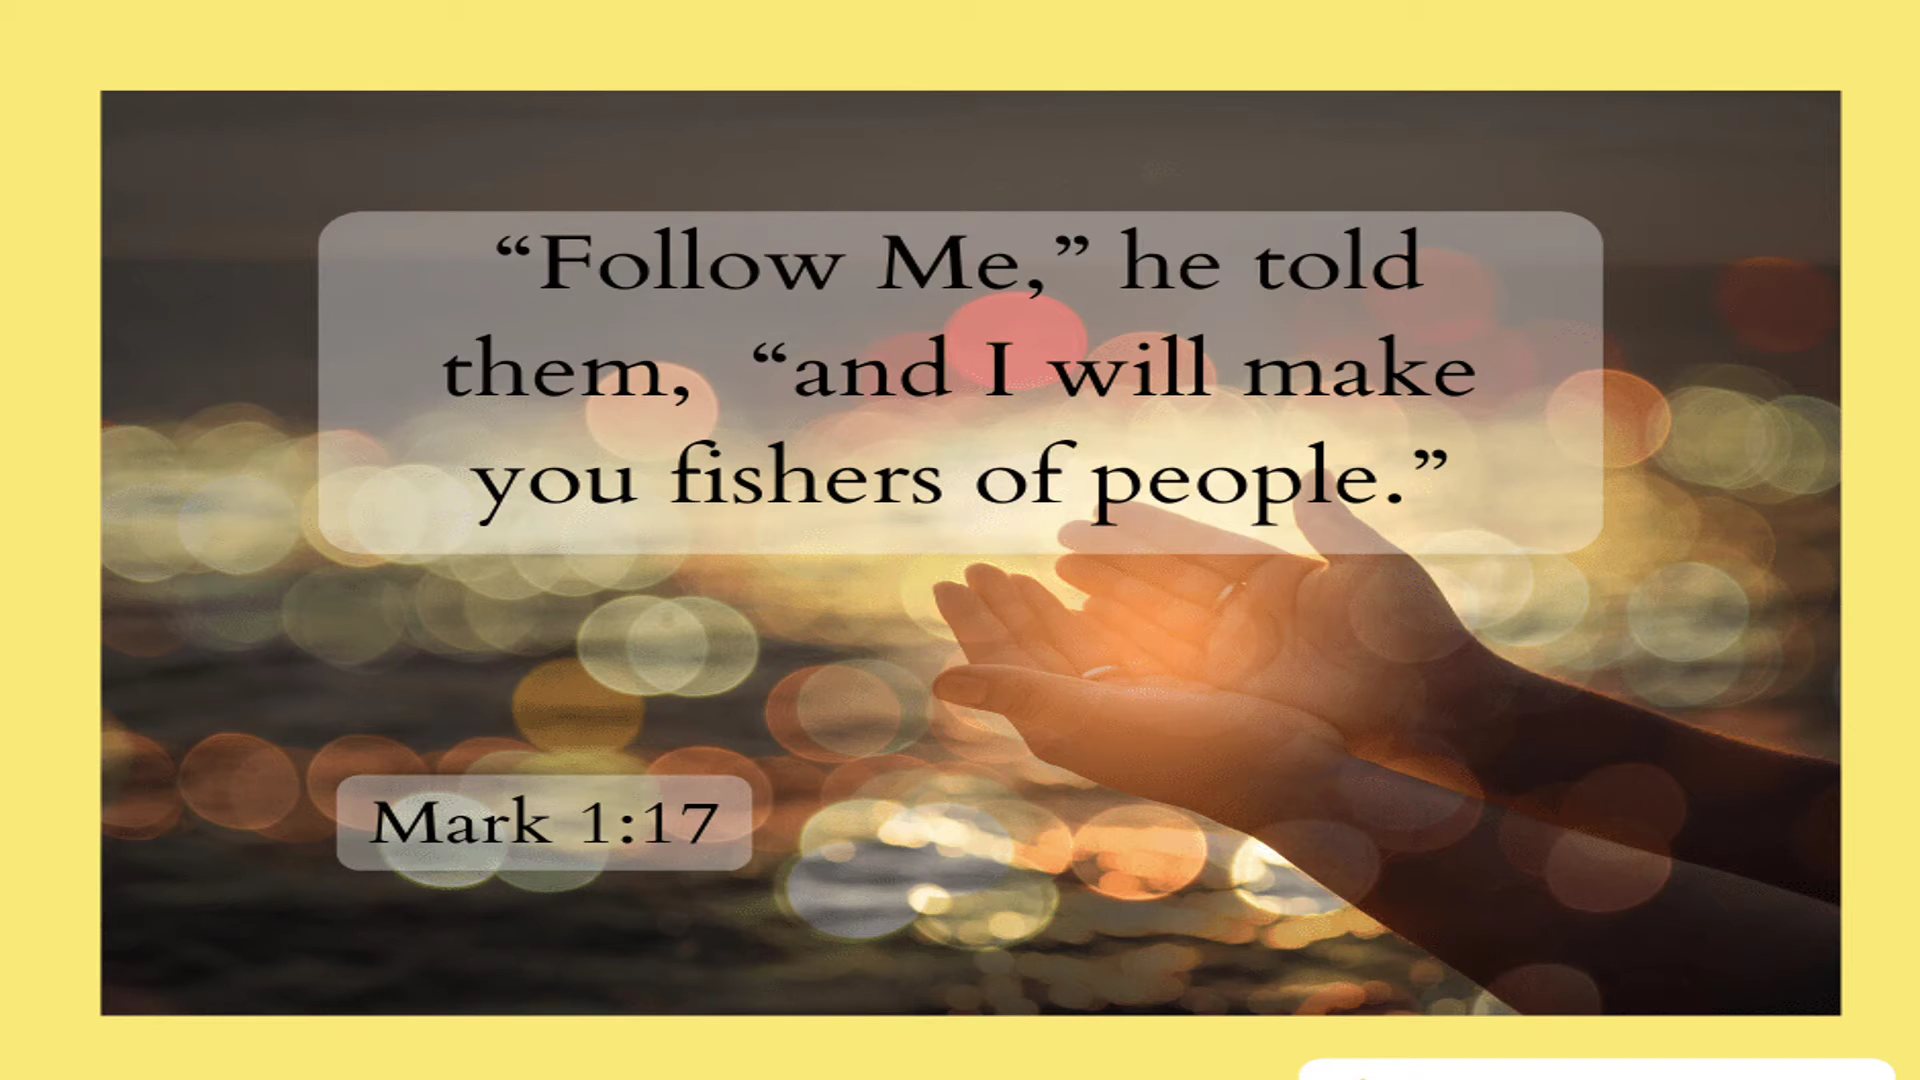 “Follow Me,” he told
them, “and I will make
you fishers of people.”
Mark 1:17